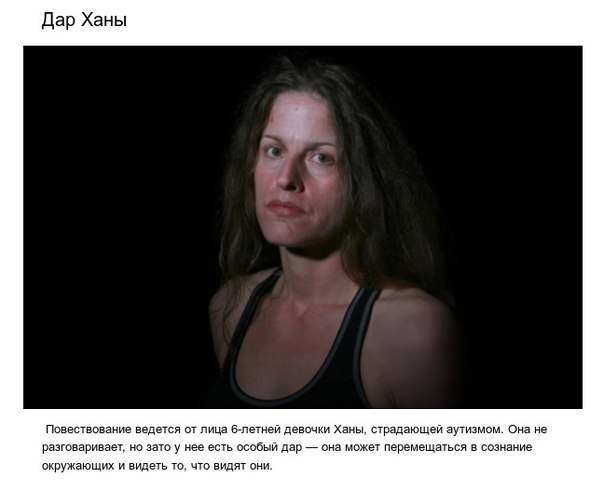 Дар Ханы
Повествование ведется от лица 6-летней девочки Ханы, страдающей аутизмом. Она не
разговаривает, но зато у нее есть особый дар — она может перемещаться в сознание
окружающих и видеть то, что видят они.